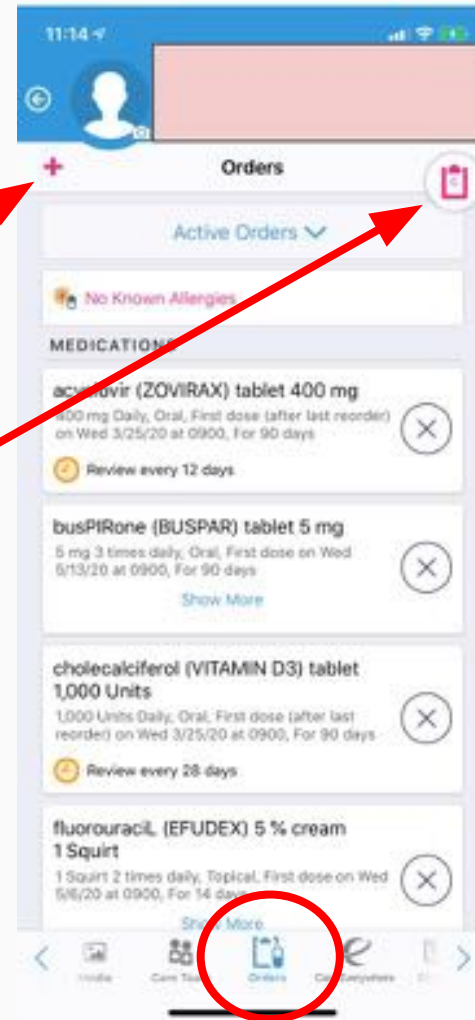 11:14
Orders
Active Orders
No Known Allergies
MEDICATIONS
acyclovir (ZOVIRAX) tablet 400 mg
400 mg Daily, Oral, First dose (after last reorder)
on Wed 3/25/20 at 0900, For 90 days
Review every 12 days
busPIRone (BUSPAR) tablet 5 mg
5 mg 3 times daily, Oral, First dose on Wed
5/13/20 at 0900, For 90 days
Show More
cholecalciferol (VITAMIN D3) tablet
1,000 Units
1,000 Units Daily, Oral, First dose (after last
reorder) on Wed 3/25/20 at 0900, For 90 days
Review every 28 days
fluorouraciL (EFUDEX) 5 % cream
1 Squirt
1 Squirt 2 times daily, Topical, First dose on Wed
5/6/20 at 0900, For 14 days
Show More
Media
Care Team
Orders
Care Everywhere